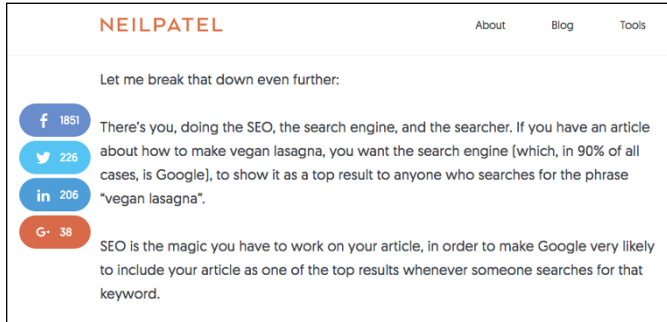 NEILPATEL
About Blog Tools
Let me break that down even further:
f 1851
There's you, doing the SEO, the search engine, and the searcher. If you have an article
226
about how to make vegan lasagna, you want the search engine (which, in 90% of all
in 206
cases, is Google), to show it as a top result to anyone who searches for the phrase
"vegan lasagna".
G+ 38
SEO is the magic you have to work on your article, in order to make Google very likely
to include your article as one of the top results whenever someone searches for that
keyword.